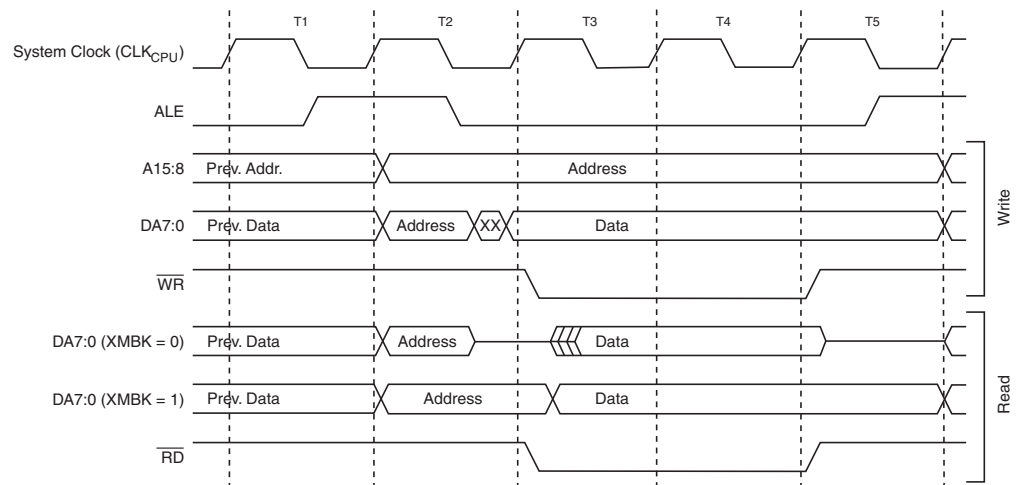 T1 T2 T3 T4 T5
System Clock (CLKCPU)
ALE
A15:8 Prev. Addr. Address
DA7:0 Prev. Data Address XX Data
WR
Write
DA7:0 (XMBK = 0) Prev. Data Address Data
DA7:0 (XMBK = 1) Prev. Data Address Data
RD
Read